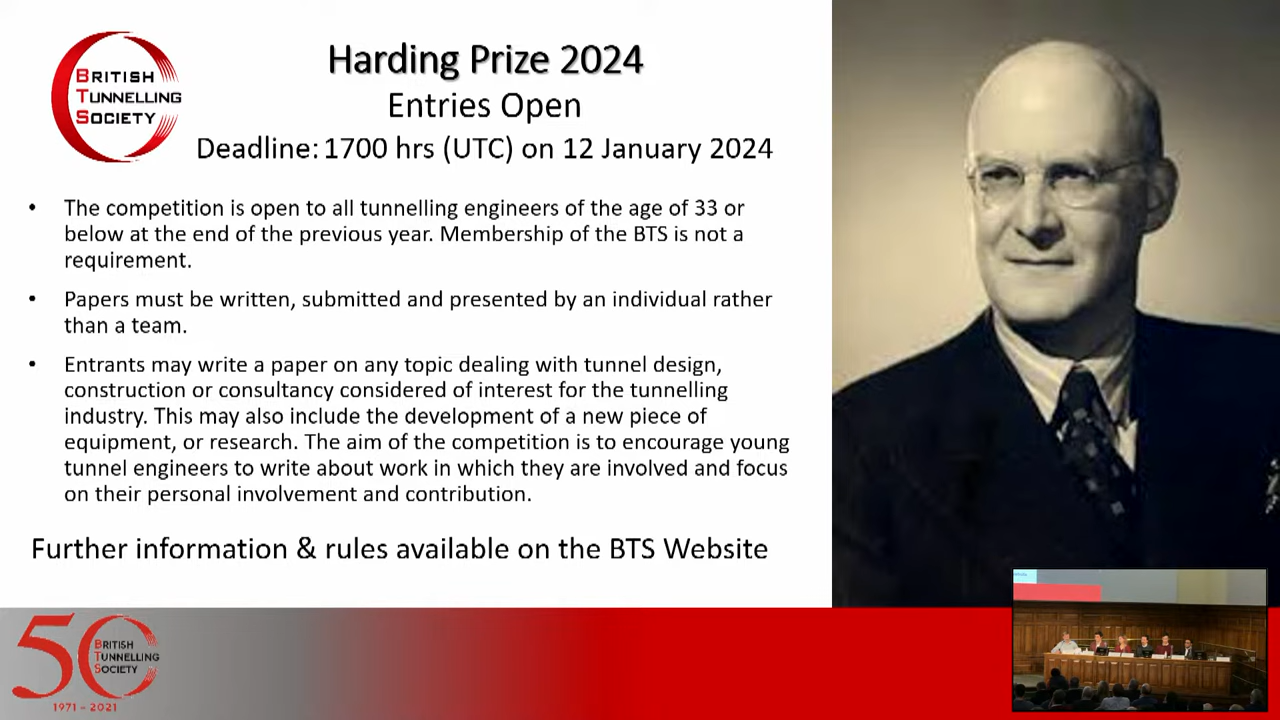 BRITISH
TUNNELLING
SOCIETY
Harding Prize 2024
Entries Open
Deadline: 1700 hrs (UTC) on 12 January 2024
• The competition is open to all tunnelling engineers of the age of 33 or
below at the end of the previous year. Membership of the BTS is not a
requirement.
• Papers must be written, submitted and presented by an individual rather
than a team.
• Entrants may write a paper on any topic dealing with tunnel design,
construction or consultancy considered of interest for the tunnelling
industry. This may also include the development of a new piece of
equipment, or research. The aim of the competition is to encourage young
tunnel engineers to write about work in which they are involved and focus
on their personal involvement and contribution.
Further information & rules available on the BTS Website
50
BRITISH
TUNNELLING
SOCIETY
1971 – 2021